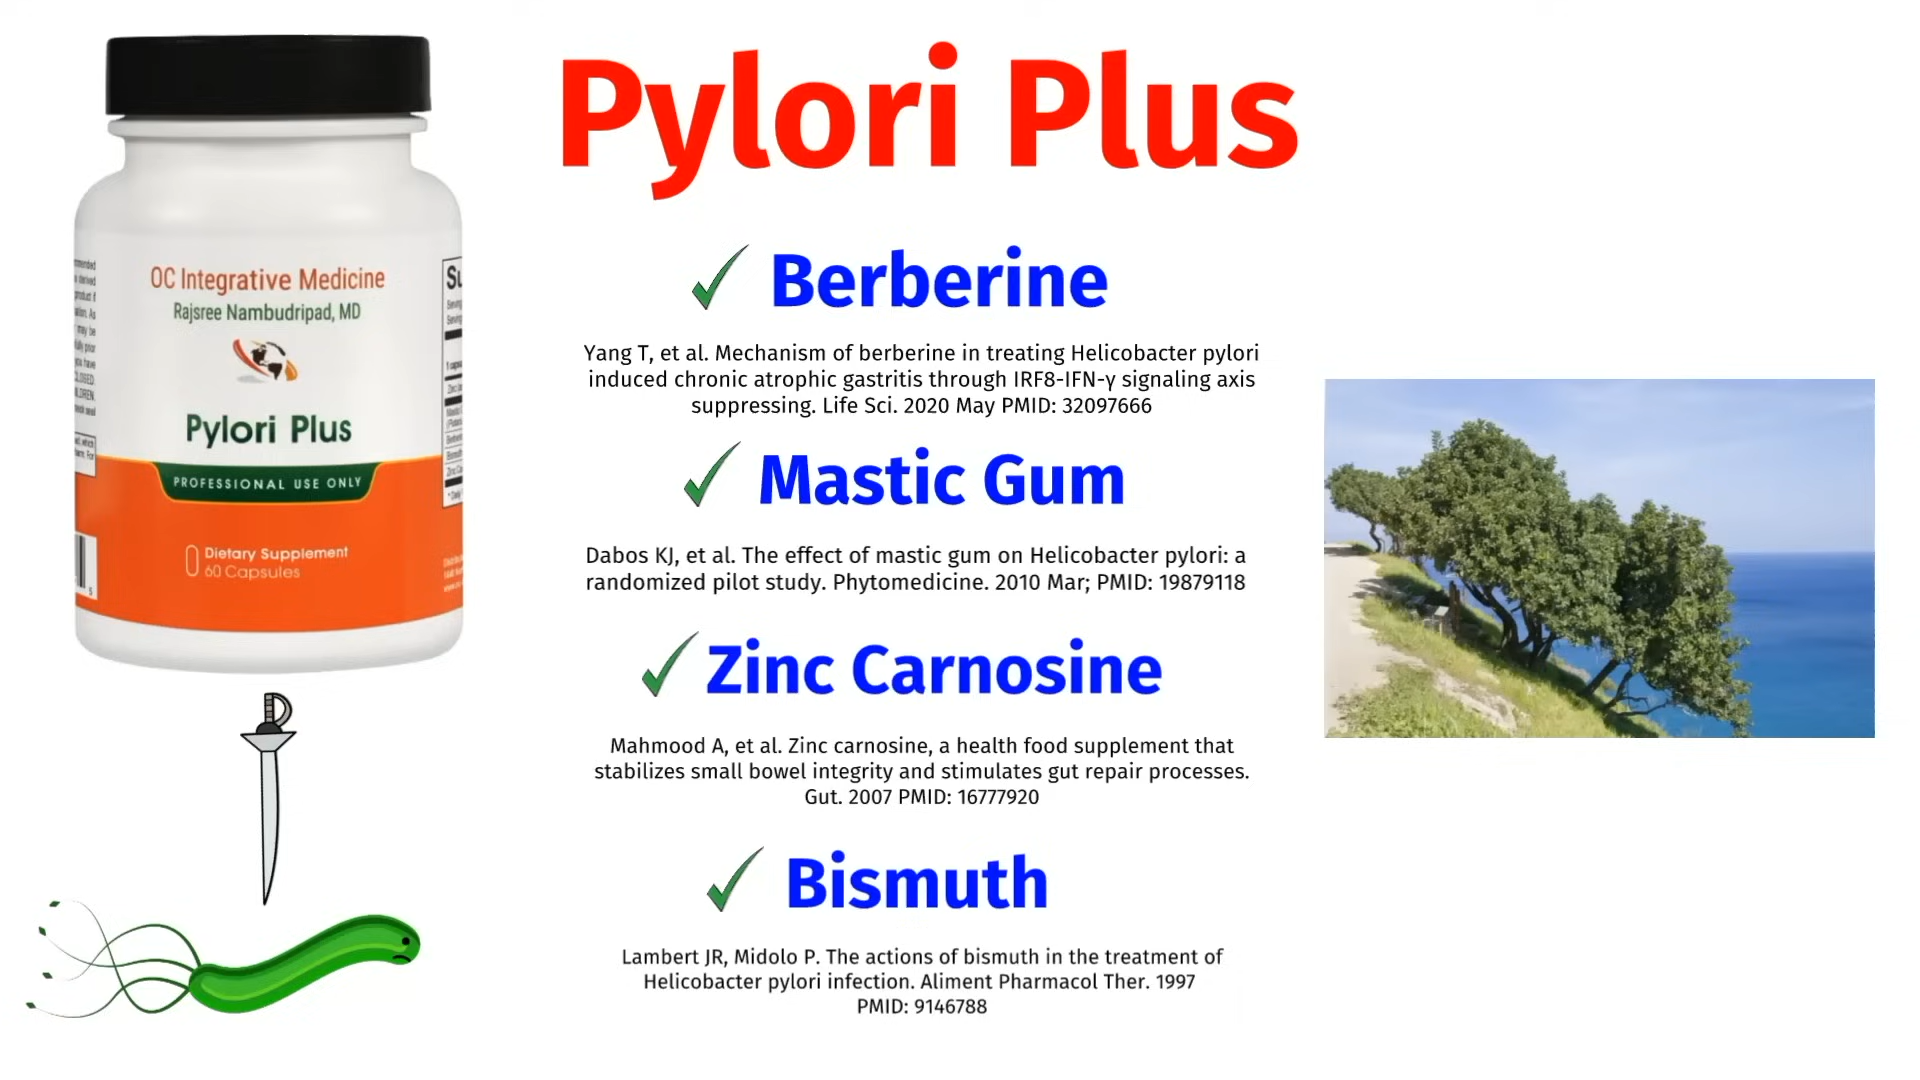 Pylori Plus
OC Integrative Medicine
Rajsree Nambudripad, MD
Pylori Plus
PROFESSIONAL USE ONLY
Dietary Supplement
60 Capsules
Berberine
Yang T, et al. Mechanism of berberine in treating Helicobacter pylori
induced chronic atrophic gastritis through IRF8-IFN-γ signaling axis
suppressing. Life Sci. 2020 May PMID: 32097666
Mastic Gum
Dabos KJ, et al. The effect of mastic gum on Helicobacter pylori: a
randomized pilot study. Phytomedicine. 2010 Mar; PMID: 19879118
Zinc Carnosine
Mahmood A, et al. Zinc carnosine, a health food supplement that
stabilizes small bowel integrity and stimulates gut repair processes.
Gut. 2007 PMID: 16777920
Bismuth
Lambert JR, Midolo P. The actions of bismuth in the treatment of
Helicobacter pylori infection. Aliment Pharmacol Ther. 1997
PMID: 9146788